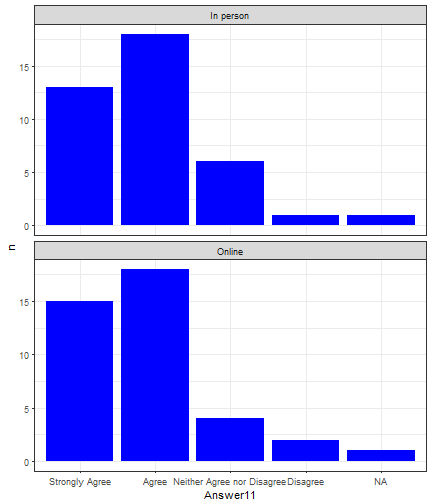 In person
15
10
5
0
n
Online
15
10
5
0
Strongly Agree Agree Neither Agree nor Disagree Disagree NA
Answer11